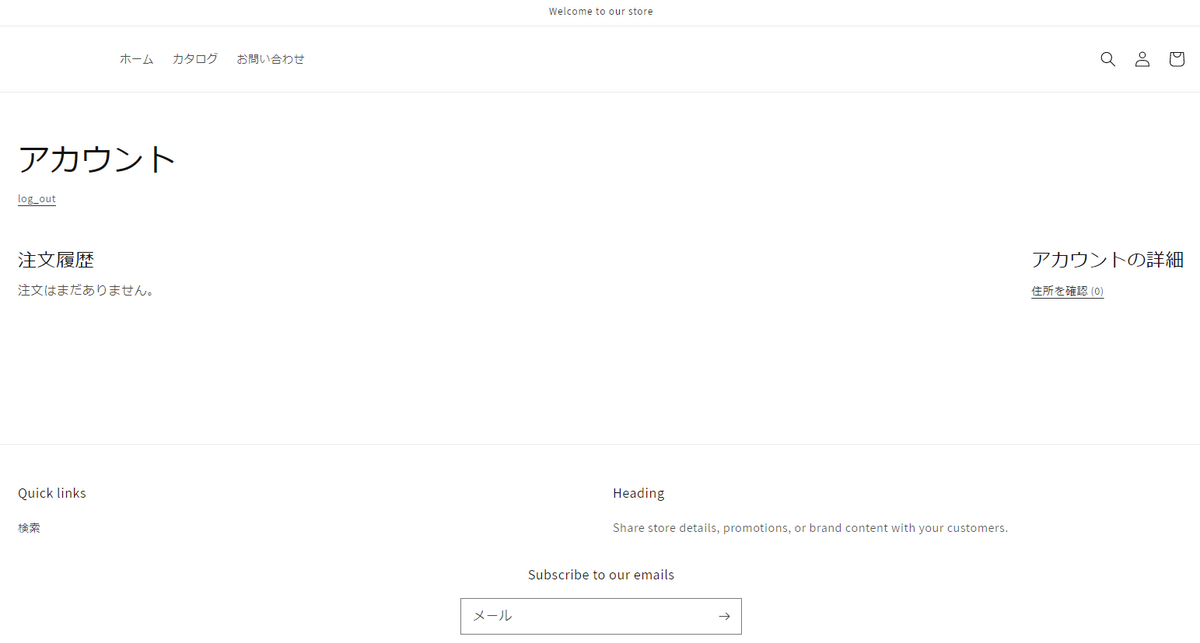 Welcome to our store
ホーム カタログ お問い合わせ
アカウント
log_out
注文履歴
注文はまだありません。
アカウントの詳細
住所を確認 (0)
Quick links
検索
Heading
Share store details, promotions, or brand content with your customers.
Subscribe to our emails
メール